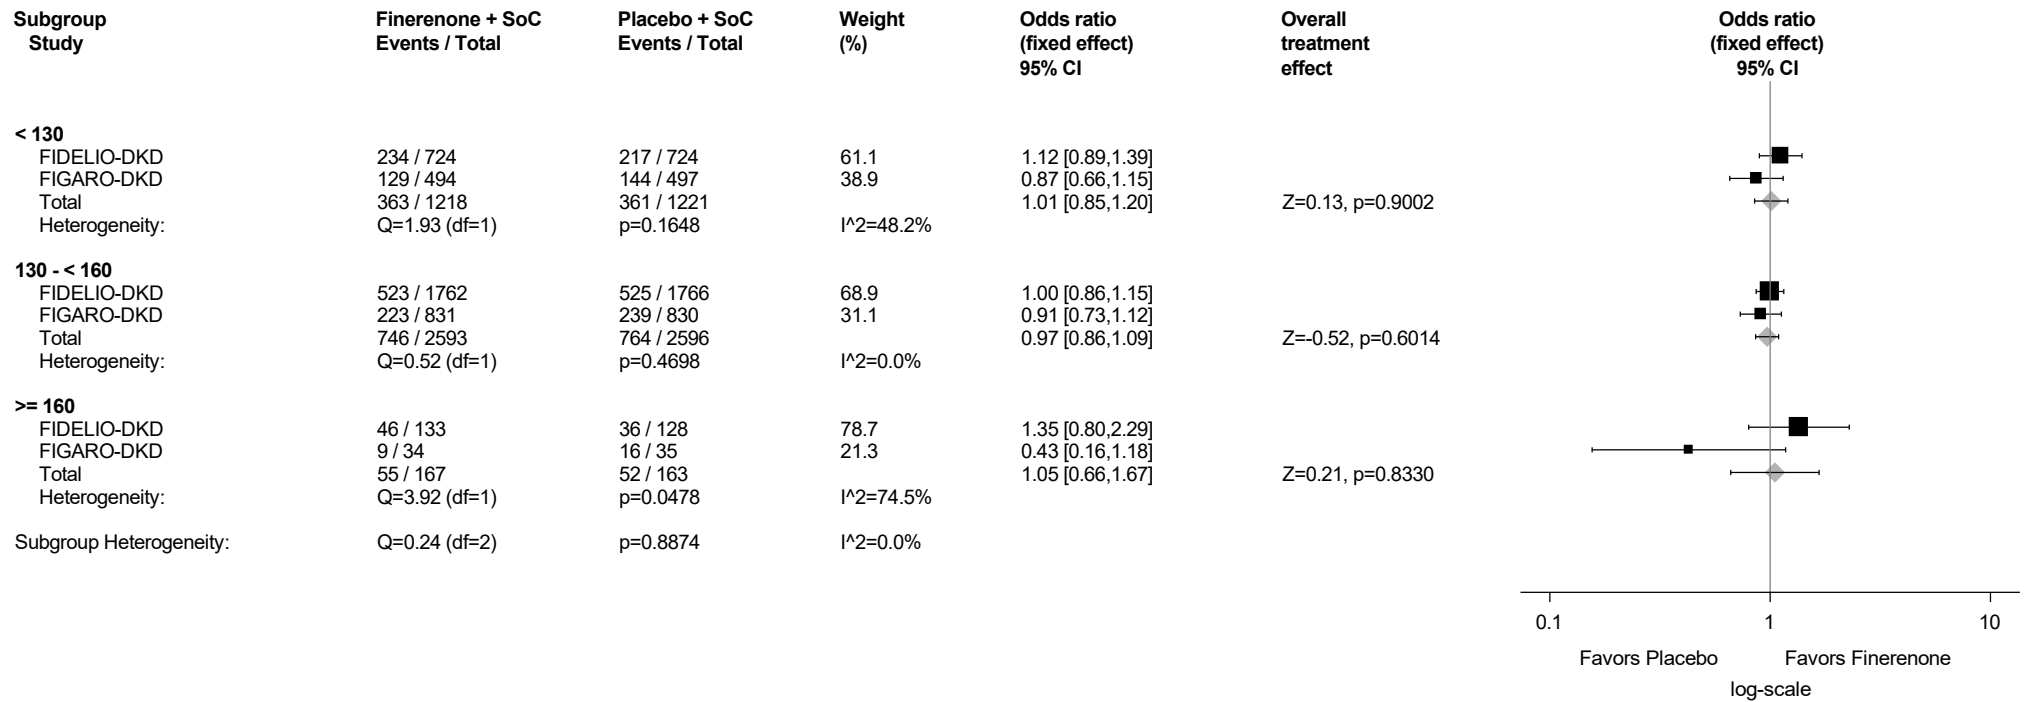 Subgroup Finerenone + SoC Placebo + SoC Weight Odds ratio Overall Odds ratio
Study Events / Total Events / Total (%) (fixed effect) treatment (fixed effect)
95% CI effect 95% CI
< 130
FIDELIO-DKD 234 / 724 217 / 724 61.1 1.12 [0.89,1.39]
FIGARO-DKD 129 / 494 144 / 497 38.9 0.87 [0.66,1.15]
Total 363 / 1218 361 / 1221 1.01 [0.85,1.20] Z=0.13, p=0.9002
Heterogeneity: Q=1.93 (df=1) p=0.1648 I^2=48.2%
130 - < 160
FIDELIO-DKD 523 / 1762 525 / 1766 68.9 1.00 [0.86,1.15]
FIGARO-DKD 223 / 831 239 / 830 31.1 0.91 [0.73,1.12]
Total 746 / 2593 764 / 2596 0.97 [0.86,1.09] Z=-0.52, p=0.6014
Heterogeneity: Q=0.52 (df=1) p=0.4698 I^2=0.0%
>= 160
FIDELIO-DKD 46 / 133 36 / 128 78.7 1.35 [0.80,2.29]
FIGARO-DKD 9 / 34 16 / 35 21.3 0.43 [0.16,1.18]
Total 55 / 167 52 / 163 1.05 [0.66,1.67] Z=0.21, p=0.8330
Heterogeneity: Q=3.92 (df=1) p=0.0478 I^2=74.5%
Subgroup Heterogeneity: Q=0.24 (df=2) p=0.8874 I^2=0.0%
0.1 1 10
Favors Placebo Favors Finerenone
log-scale